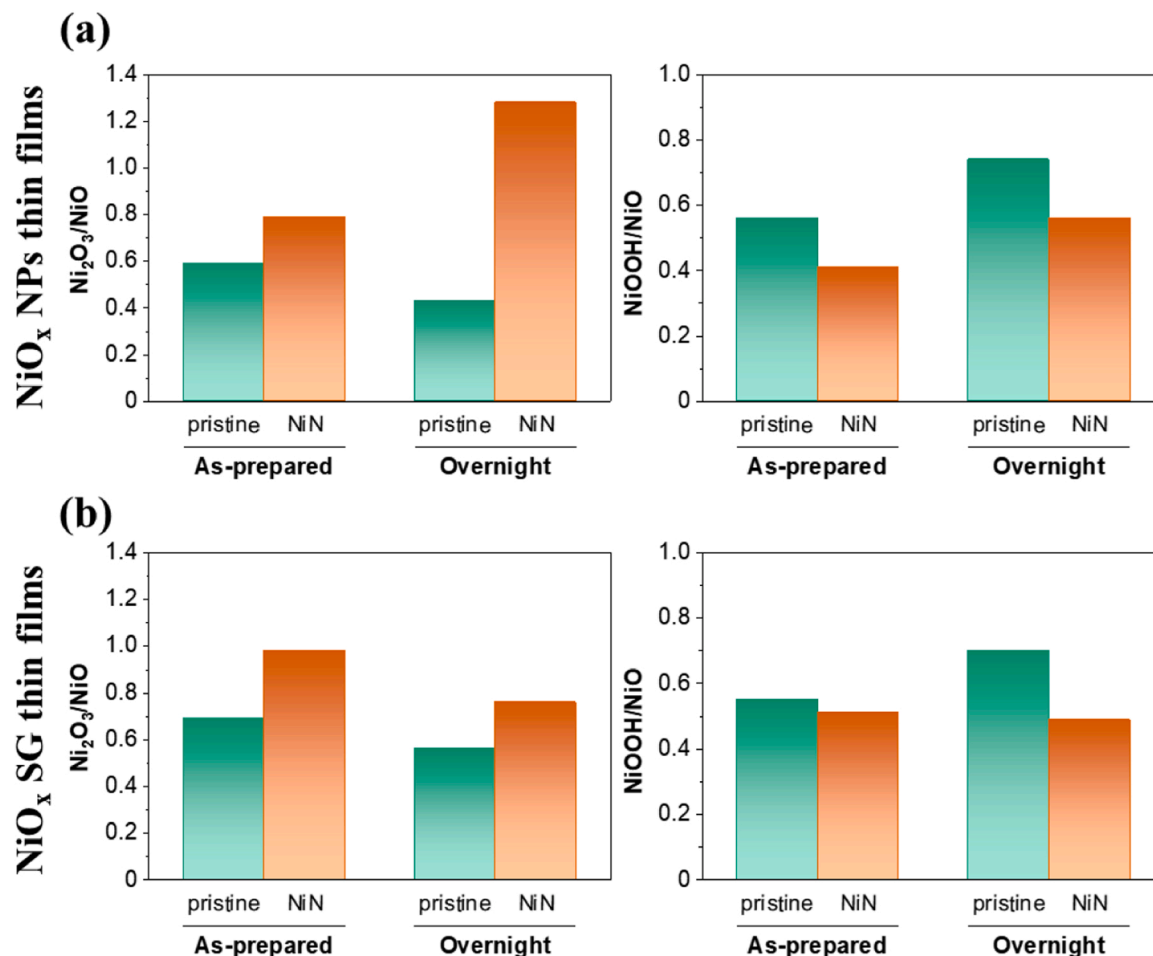 (a)
NiOₓ NPs thin films
Ni₂O₃/NiO
1.4
1.2
1.0
0.8
0.6
0.4
0.2
0
pristine NiN pristine NiN
As-prepared Overnight
NiOOH/NiO
1.0
0.8
0.6
0.4
0.2
0
pristine NiN pristine NiN
As-prepared Overnight
(b)
NiOₓ SG thin films
Ni₂O₃/NiO
1.4
1.2
1.0
0.8
0.6
0.4
0.2
0
pristine NiN pristine NiN
As-prepared Overnight
NiOOH/NiO
1.0
0.8
0.6
0.4
0.2
0
pristine NiN pristine NiN
As-prepared Overnight